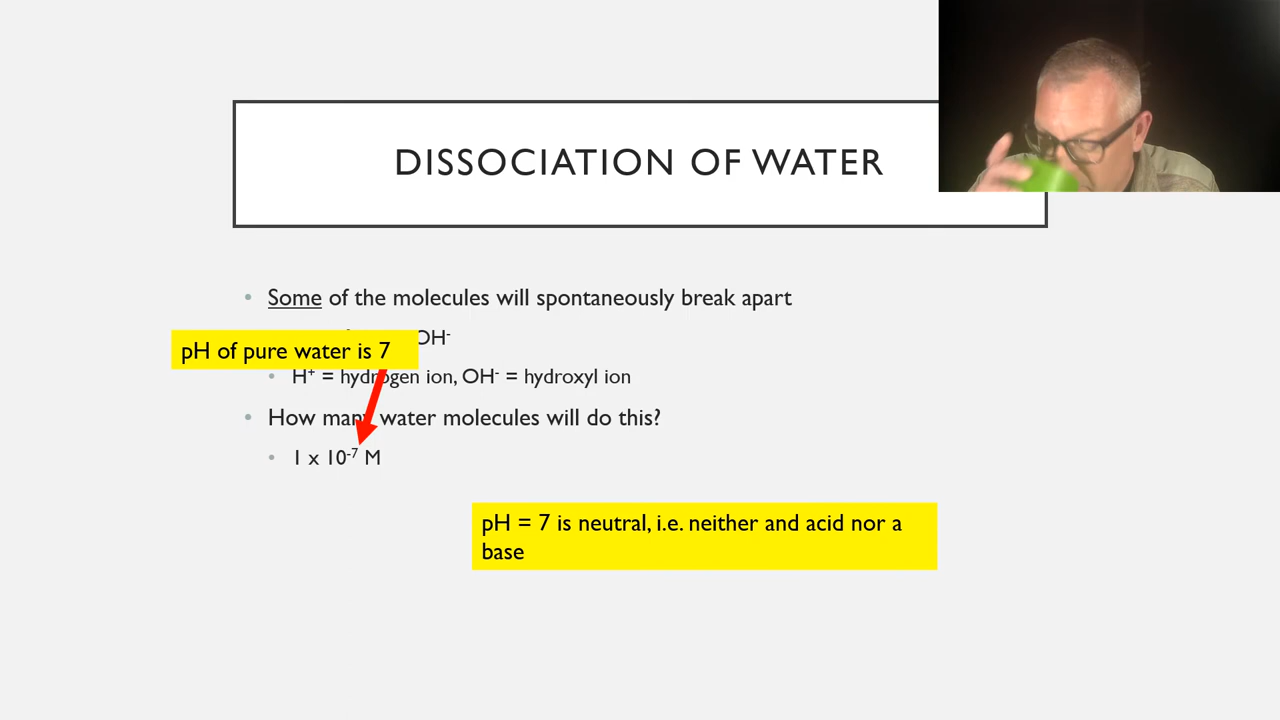 DISSOCIATION OF WATER
• Some of the molecules will spontaneously break apart
OH⁻
pH of pure water is 7
• H⁺ = hydrogen ion, OH⁻ = hydroxyl ion
• How many water molecules will do this?
• 1 x 10⁻⁷ M
pH = 7 is neutral, i.e. neither and acid nor a
base